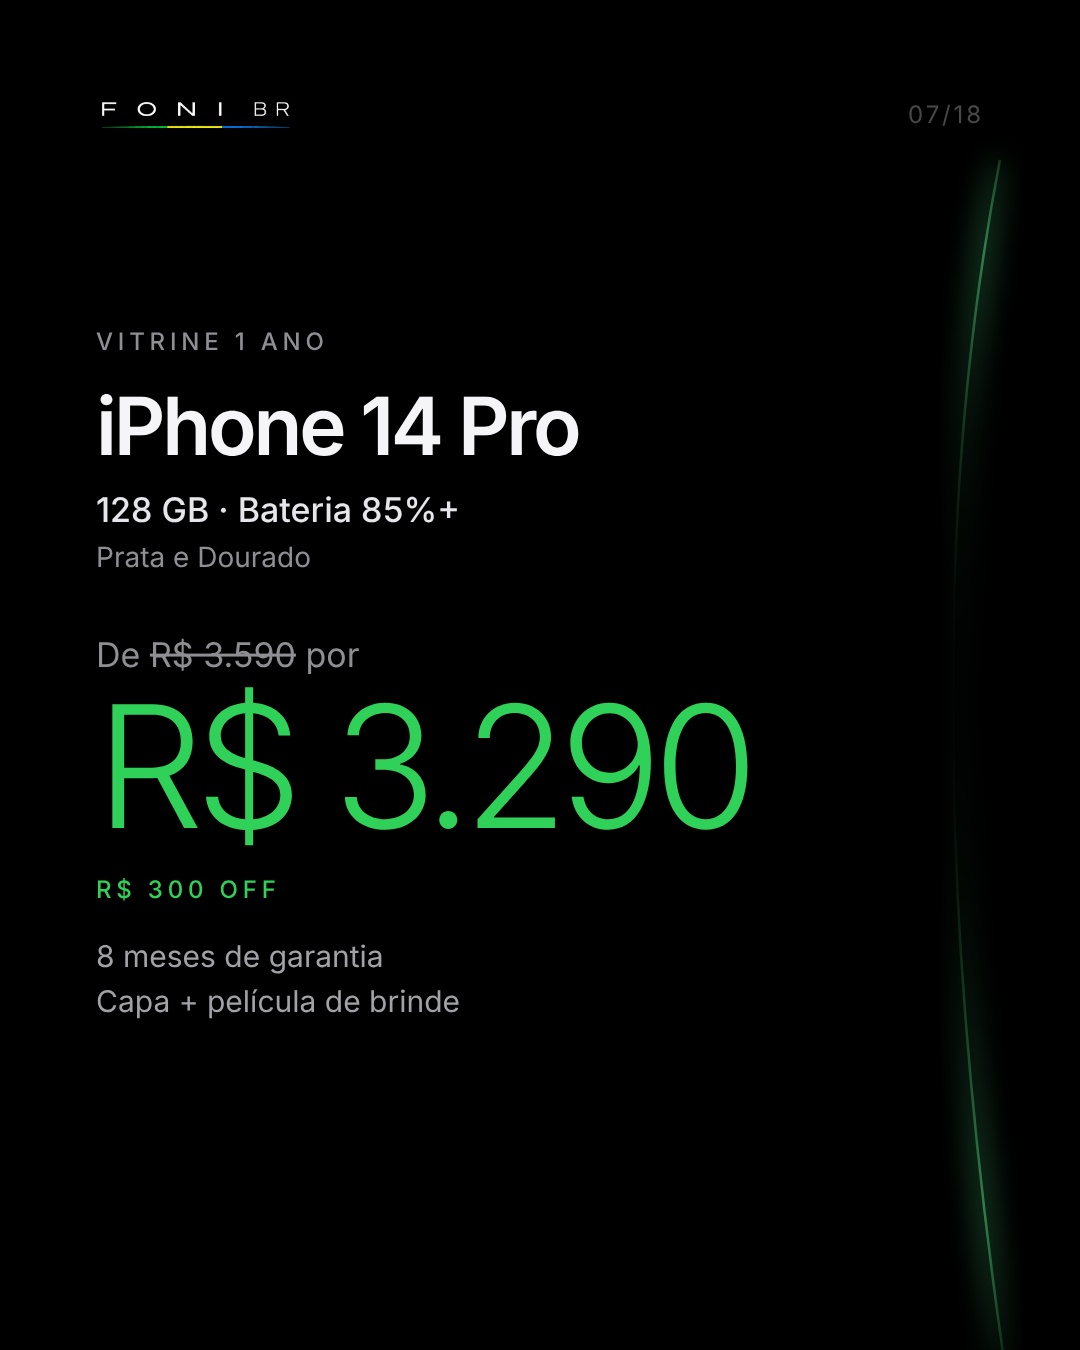 FONI BR
07/18
VITRINE 1 ANO
iPhone 14 Pro
128 GB · Bateria 85%+
Prata e Dourado
De R$ 3.590 por
R$ 3.290
R$ 300 OFF
8 meses de garantia
Capa + película de brinde